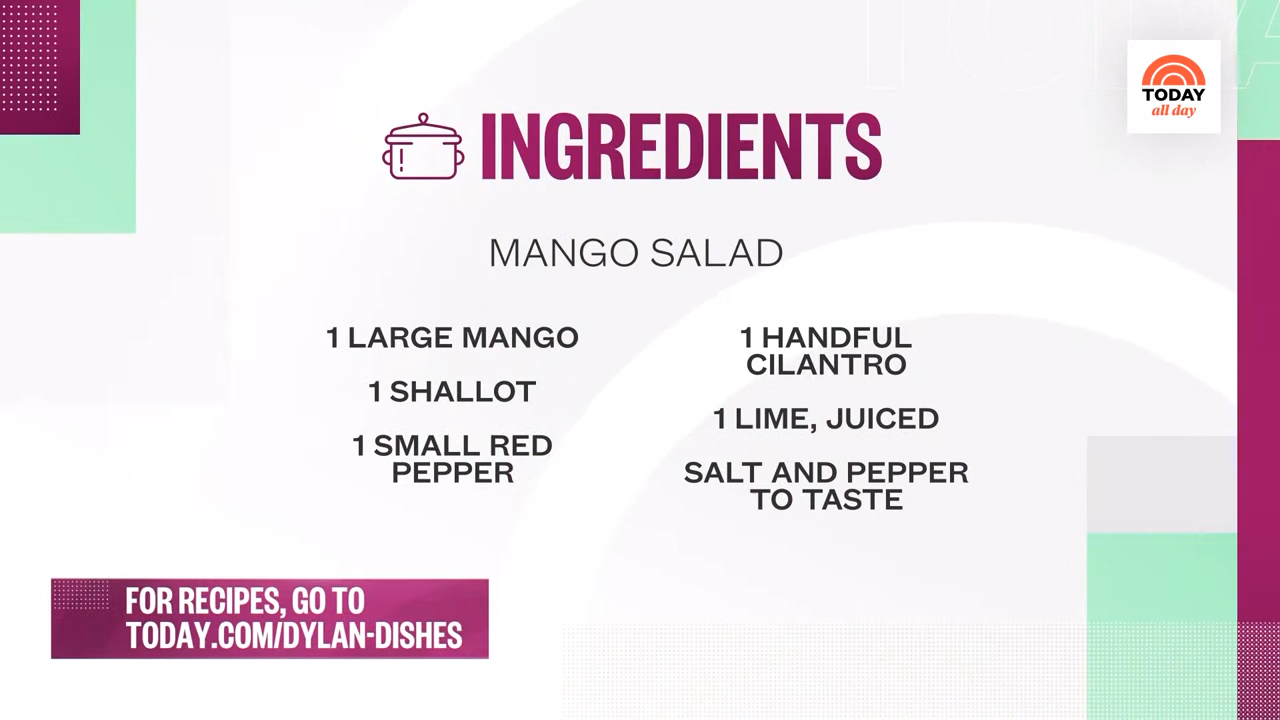 TODAY
all day
INGREDIENTS
MANGO SALAD
1 LARGE MANGO
1 SHALLOT
1 SMALL RED
PEPPER
1 HANDFUL
CILANTRO
1 LIME, JUICED
SALT AND PEPPER
TO TASTE
FOR RECIPES, GO TO
TODAY.COM/DYLAN-DISHES